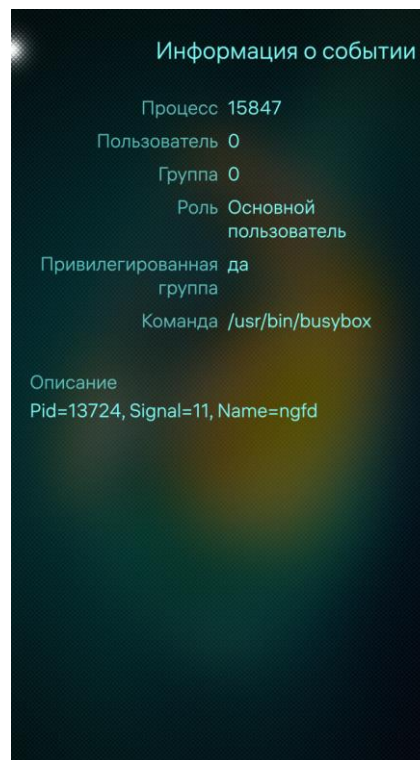 Информация о событии
Процесс 15847
Пользователь 0
Группа 0
Роль Основной
пользователь
Привилегированная да
группа
Команда /usr/bin/busybox
Описание
Pid=13724, Signal=11, Name=ngfd